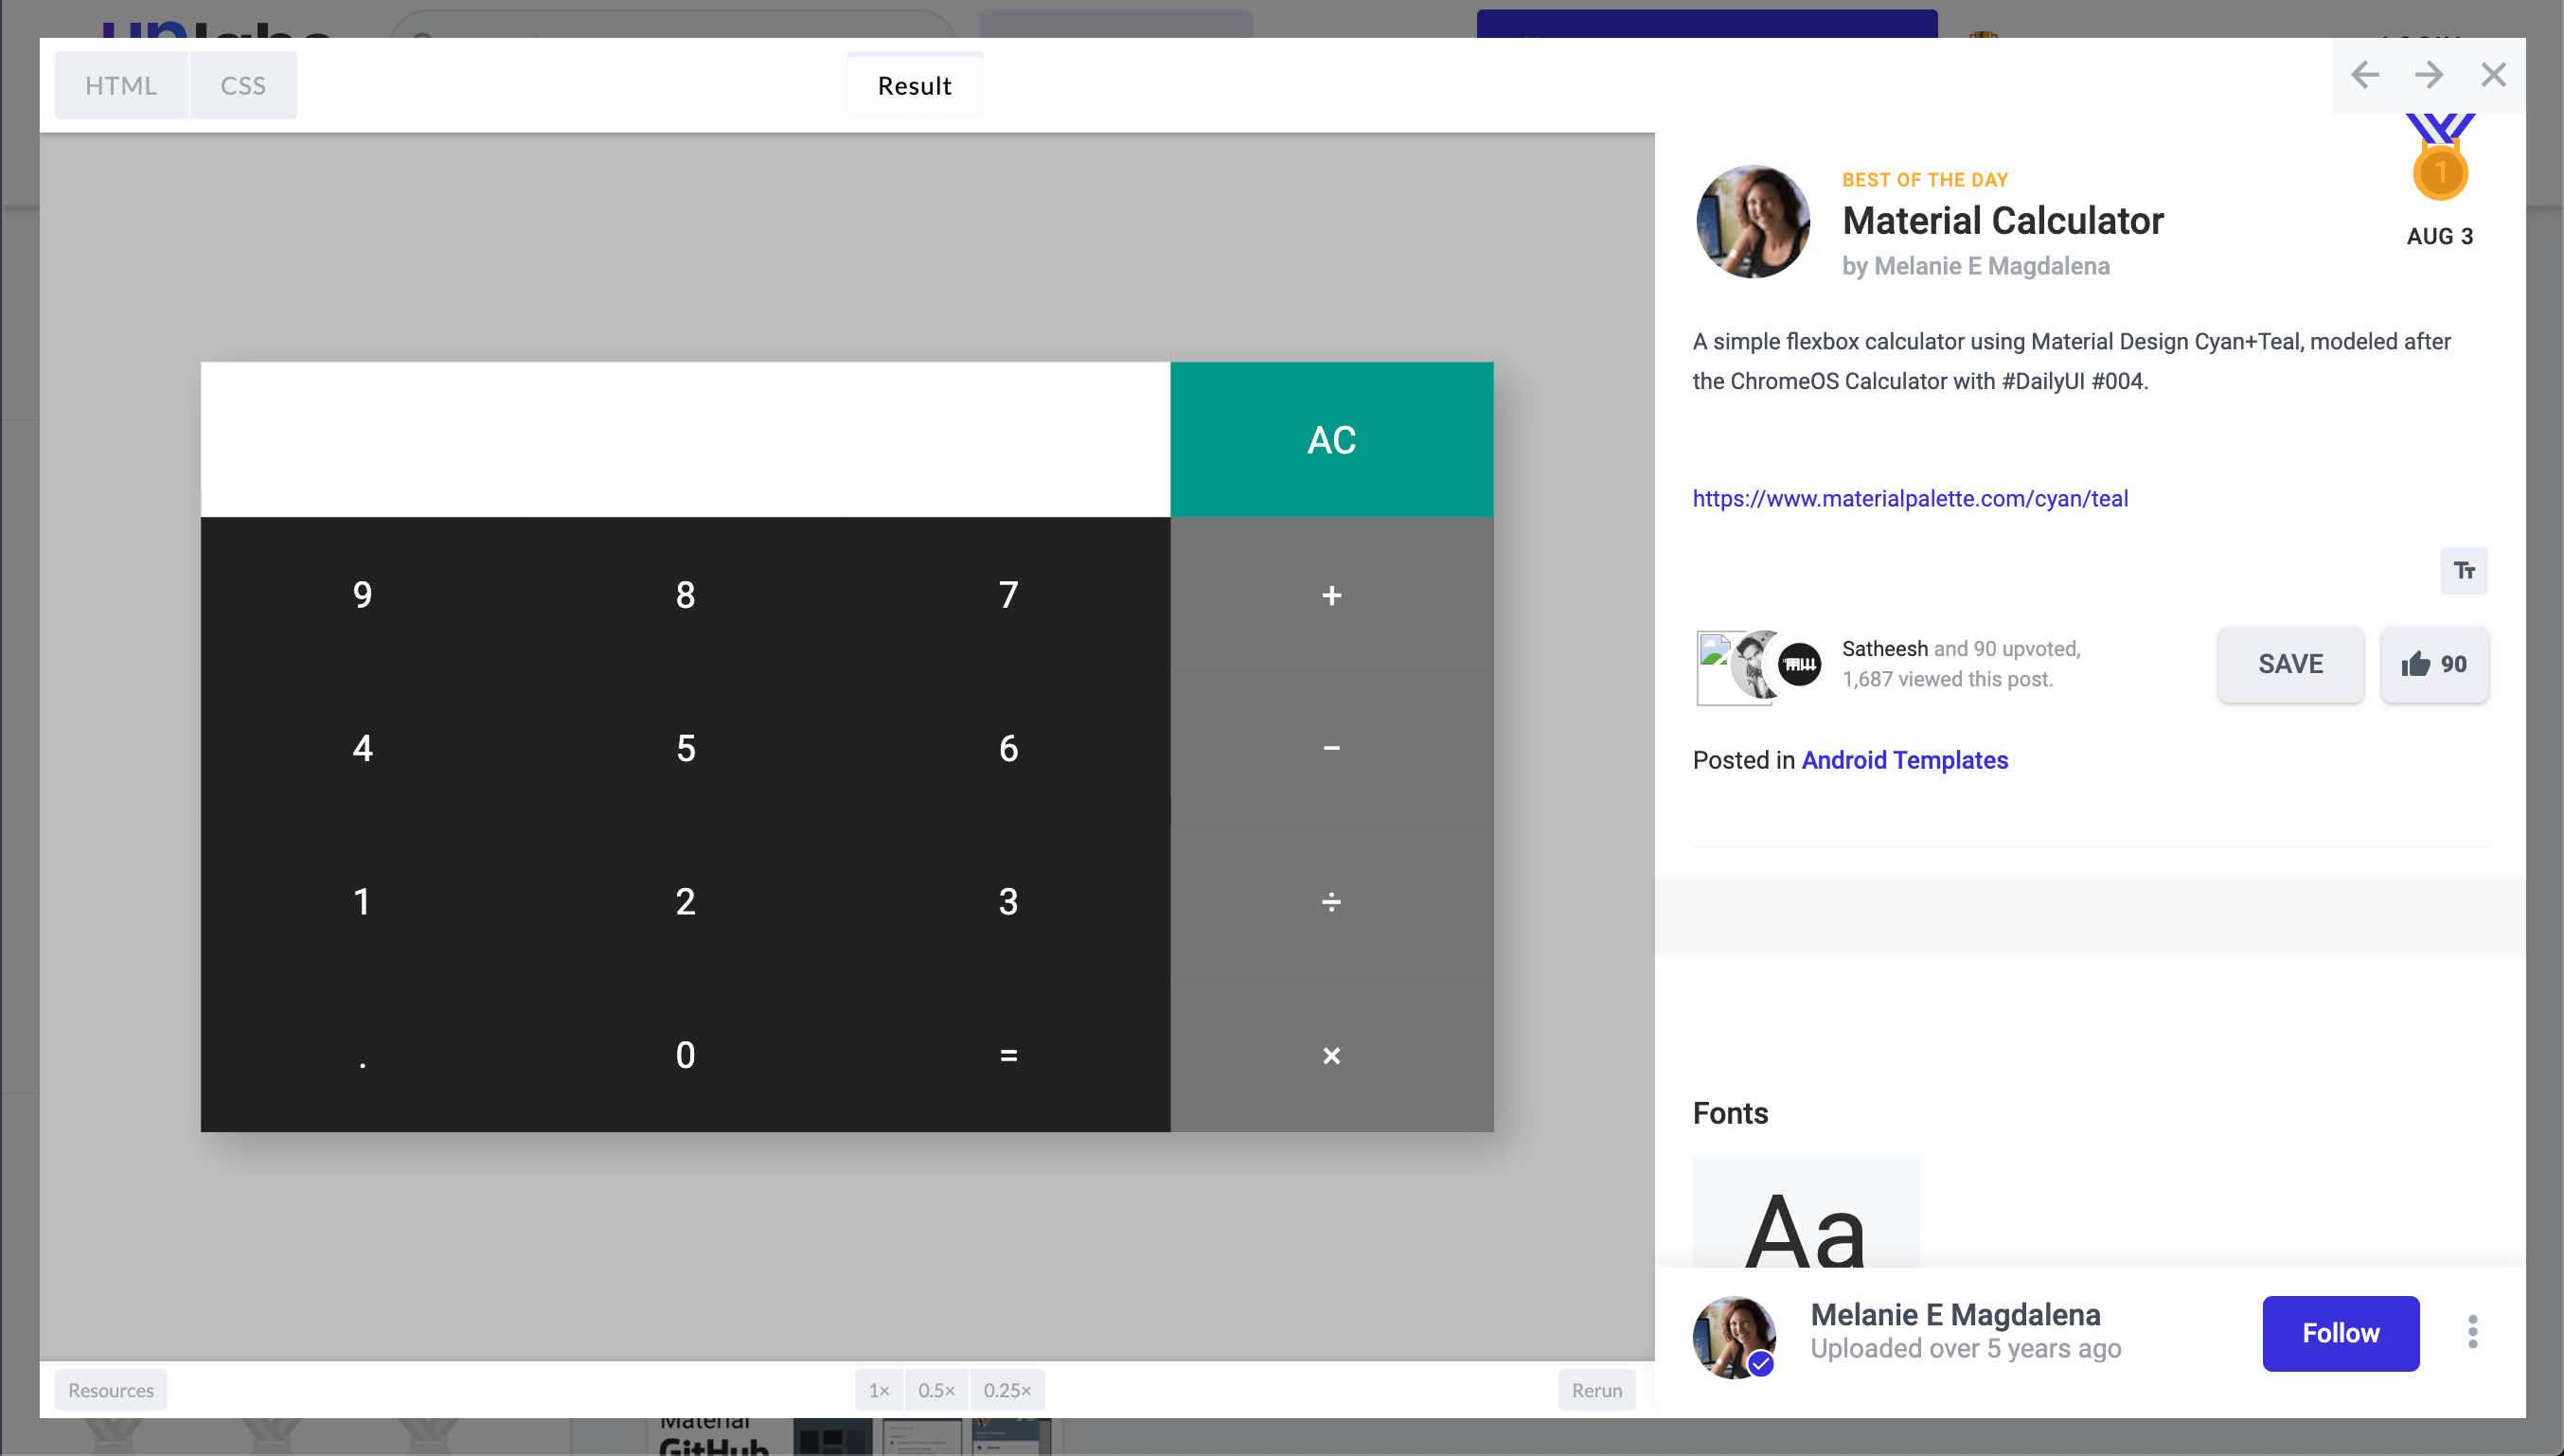 HTML
CSS
Result
AC
9 8 7 +
4 5 6 −
1 2 3 ÷
. 0 = ×
Resources
1× 0.5× 0.25×
Rerun
1
AUG 3
BEST OF THE DAY
Material Calculator
by Melanie E Magdalena
A simple flexbox calculator using Material Design Cyan+Teal, modeled after
the ChromeOS Calculator with #DailyUI #004.
https://www.materialpalette.com/cyan/teal
Tт
Satheesh and 90 upvoted,
1,687 viewed this post.
SAVE
90
Posted in Android Templates
Fonts
Aa
Melanie E Magdalena
Uploaded over 5 years ago
Follow
Material
GitHub